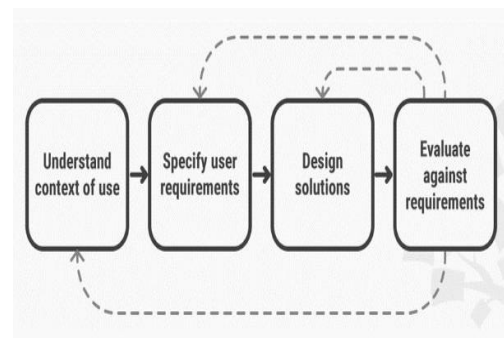 Understand
context of use
Specify user
requirements
Design
solutions
Evaluate
against
requirements